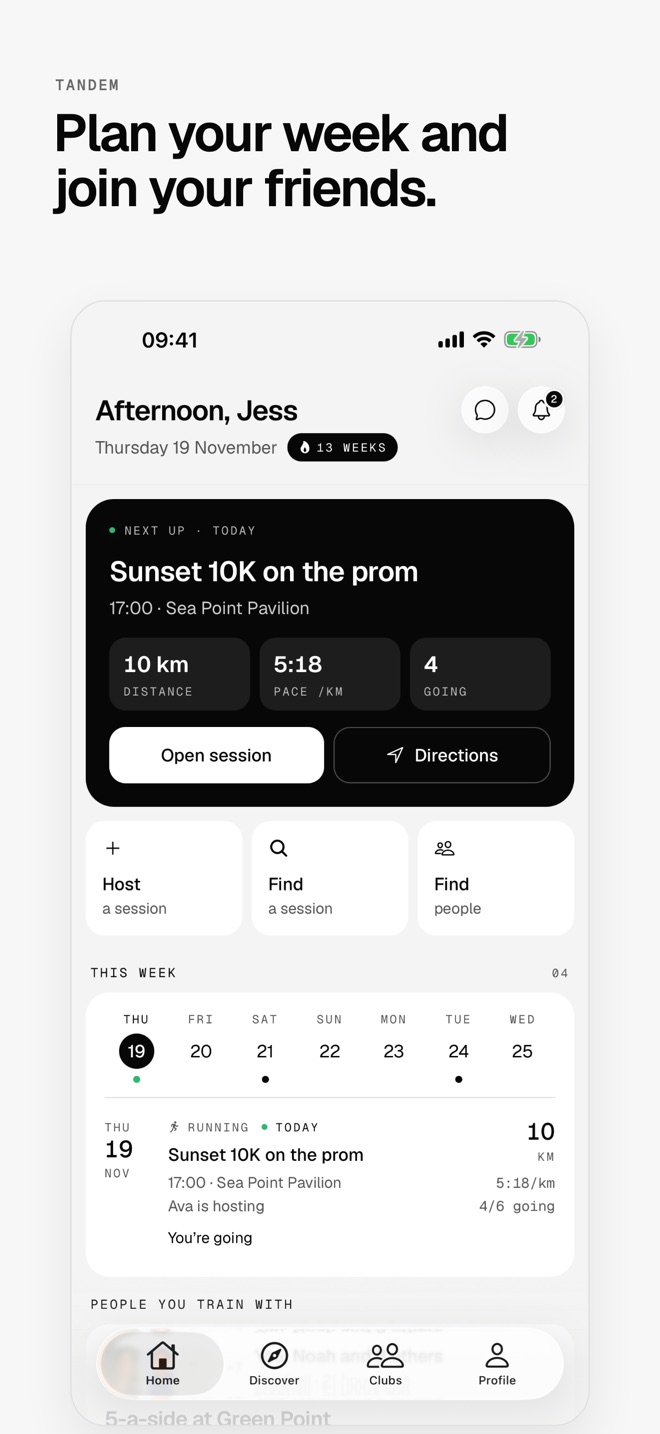 TANDEM
Plan your week and
join your friends.
09:41
Afternoon, Jess
2
Thursday 19 November
13 WEEKS
NEXT UP · TODAY
Sunset 10K on the prom
17:00 · Sea Point Pavilion
10 km
DISTANCE
5:18
PACE /KM
4
GOING
Open session
Directions
Host
a session
Find
a session
Find
people
THIS WEEK
04
THU FRI SAT SUN MON TUE WED
19 20 21 22 23 24 25
THU
19
NOV
RUNNING TODAY
Sunset 10K on the prom
17:00 · Sea Point Pavilion
Ava is hosting
You're going
10
KM
5:18/km
4/6 going
PEOPLE YOU TRAIN WITH
Noah and
Home
Discover
Clubs
Profile
5-a-side at Green Point